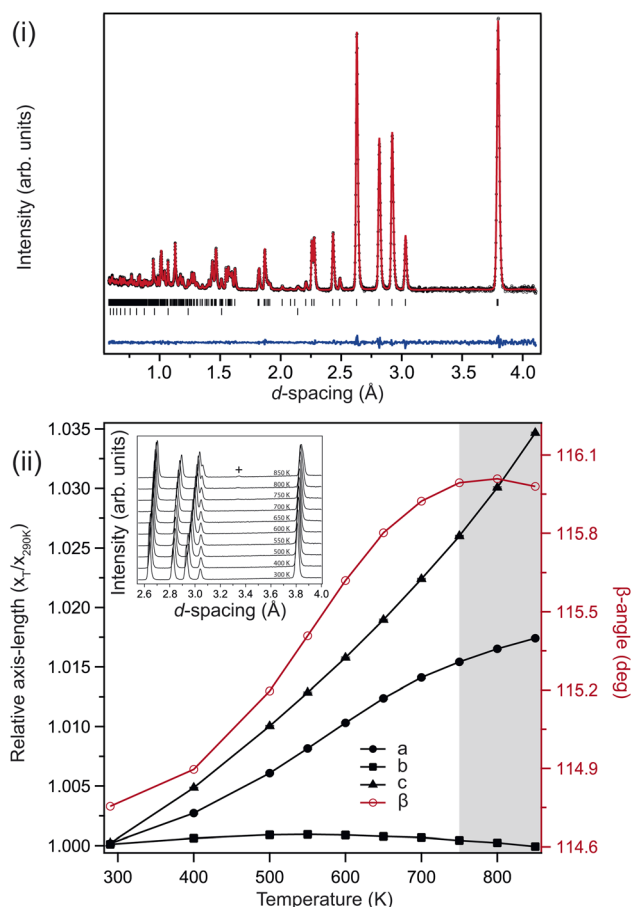 (i)
Intensity (arb. units)
1.0 1.5 2.0 2.5 3.0 3.5 4.0
d-spacing (Å)
(ii)
Relative axis-length (x_T/x_290K)
1.035
1.030
1.025
1.020
1.015
1.010
1.005
1.000
Intensity (arb. units)
+
850 K
800 K
750 K
700 K
650 K
600 K
550 K
500 K
400 K
300 K
2.6 2.8 3.0 3.2 3.4 3.6 3.8 4.0
d-spacing (Å)
a
b
c
β
116.1
115.8
115.5
115.2
114.9
114.6
β-angle (deg)
300 400 500 600 700 800
Temperature (K)